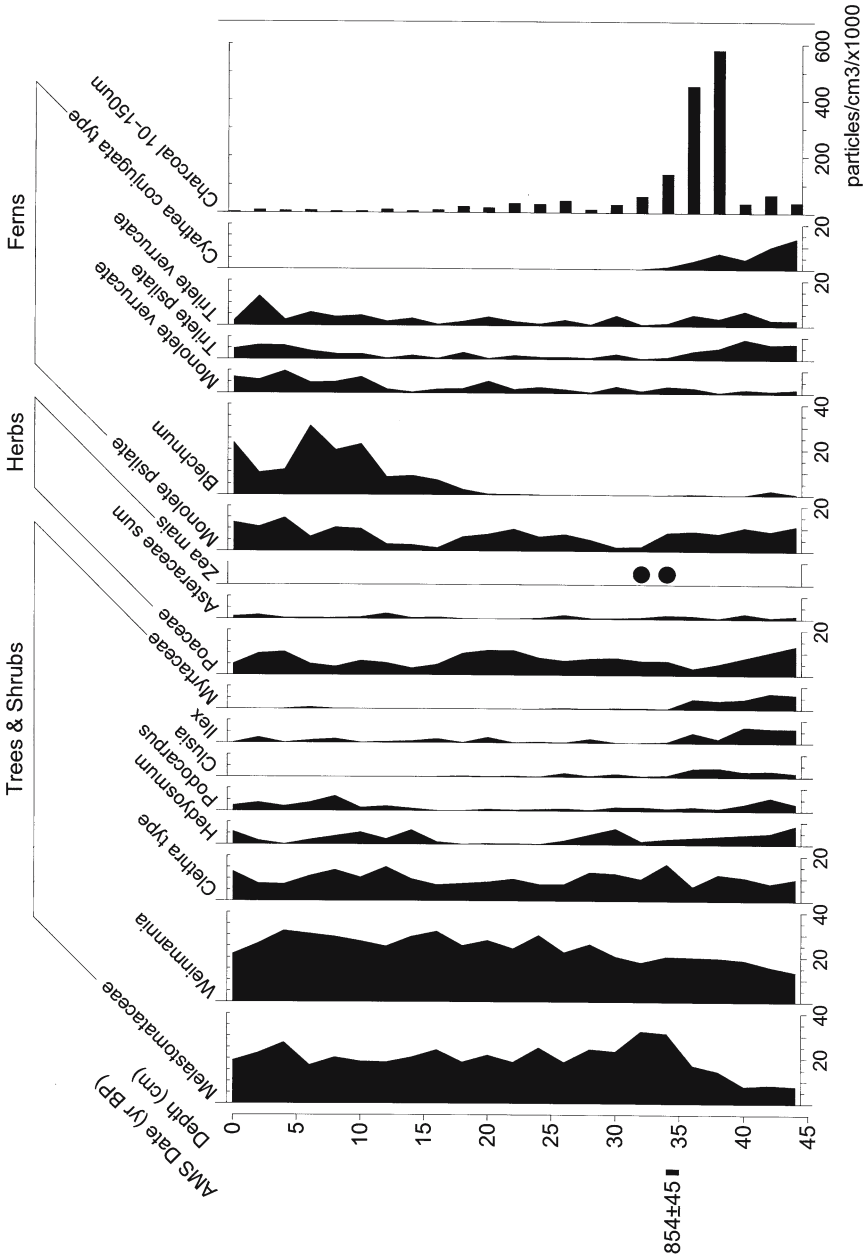 Trees & Shrubs
Herbs
Ferns
AMS Date (yr BP)
Depth (cm)
Melastomataceae
Weinmannia
Clethra type
Hedyosmum
Podocarpus
Clusia
Ilex
Myrtaceae
Poaceae
Asteraceae sum
Zea mais
Monolete psilate
Blechnum
Monolete verrucate
Trilete psilate
Trilete verrucate
Cyathea conjugata type
Charcoal 10-150um
0
5
10
15
20
25
30
35
40
45
854±45
20 40
20 40
20
20
20
20 40
20
20
200 400 600
particles/cm3/x1000